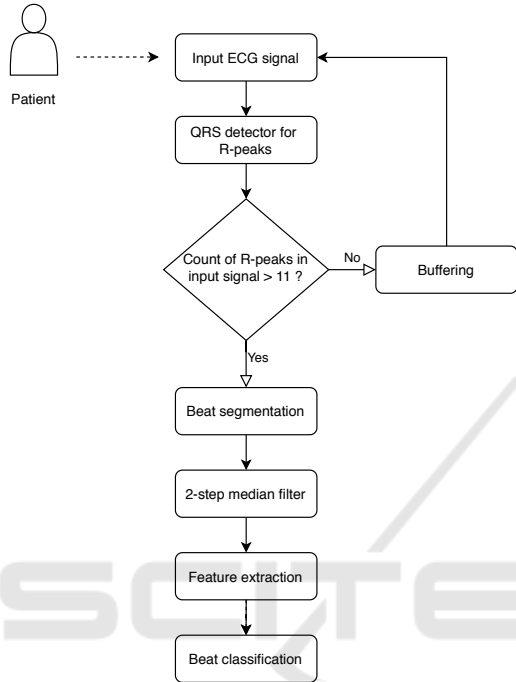 Patient
Input ECG signal
QRS detector for
R-peaks
Count of R-peaks in
input signal > 11 ?
No
Buffering
Yes
Beat segmentation
2-step median filter
Feature extraction
SCITE
Beat classification